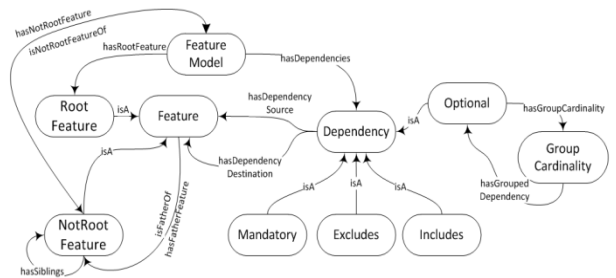 hasNotRootFeature
isNotRootFeatureOf
hasRootFeature
Feature
Model
hasDependencies
Root
Feature
isA
Feature
hasDependency
Source
Dependency
isA
Optional
hasGroupCardinality
Group
Cardinality
hasGrouped
Dependency
hasDependency
Destination
isA
isFatherOf
hasFatherFeature
isA
isA
isA
NotRoot
Feature
hasSiblings
Mandatory
Excludes
Includes